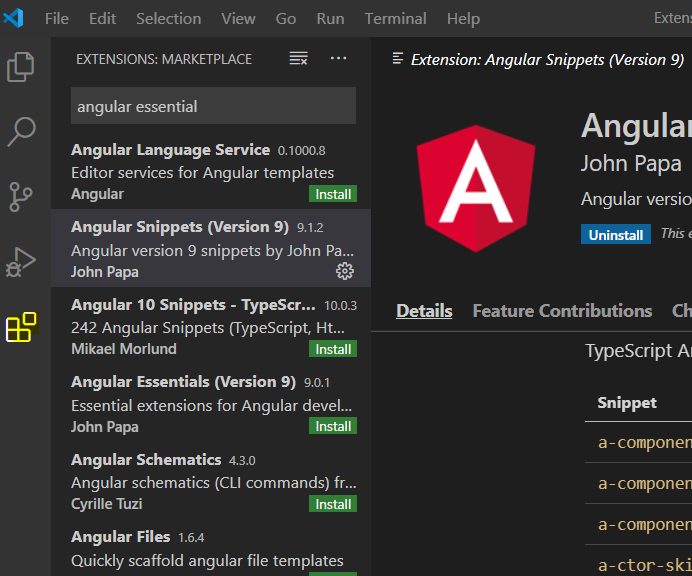 File Edit Selection View Go Run Terminal Help Exten
EXTENSIONS: MARKETPLACE
angular essential
Angular Language Service 0.1000.8
Editor services for Angular templates
Angular Install
Angular Snippets (Version 9) 9.1.2
Angular version 9 snippets by John Pa...
John Papa
Angular 10 Snippets - TypeScr... 10.0.3
242 Angular Snippets (TypeScript, Ht...
Mikael Morlund Install
Angular Essentials (Version 9) 9.0.1
Essential extensions for Angular devel...
John Papa Install
Angular Schematics 4.3.0
Angular schematics (CLI commands) fr...
Cyrille Tuzi Install
Angular Files 1.6.4
Quickly scaffold angular file templates
Extension: Angular Snippets (Version 9)
A
Angular
John Papa
Angular versio
Uninstall This e
Details Feature Contributions Ch
TypeScript An
Snippet
a-componen
a-componen
a-componen
a-ctor-ski